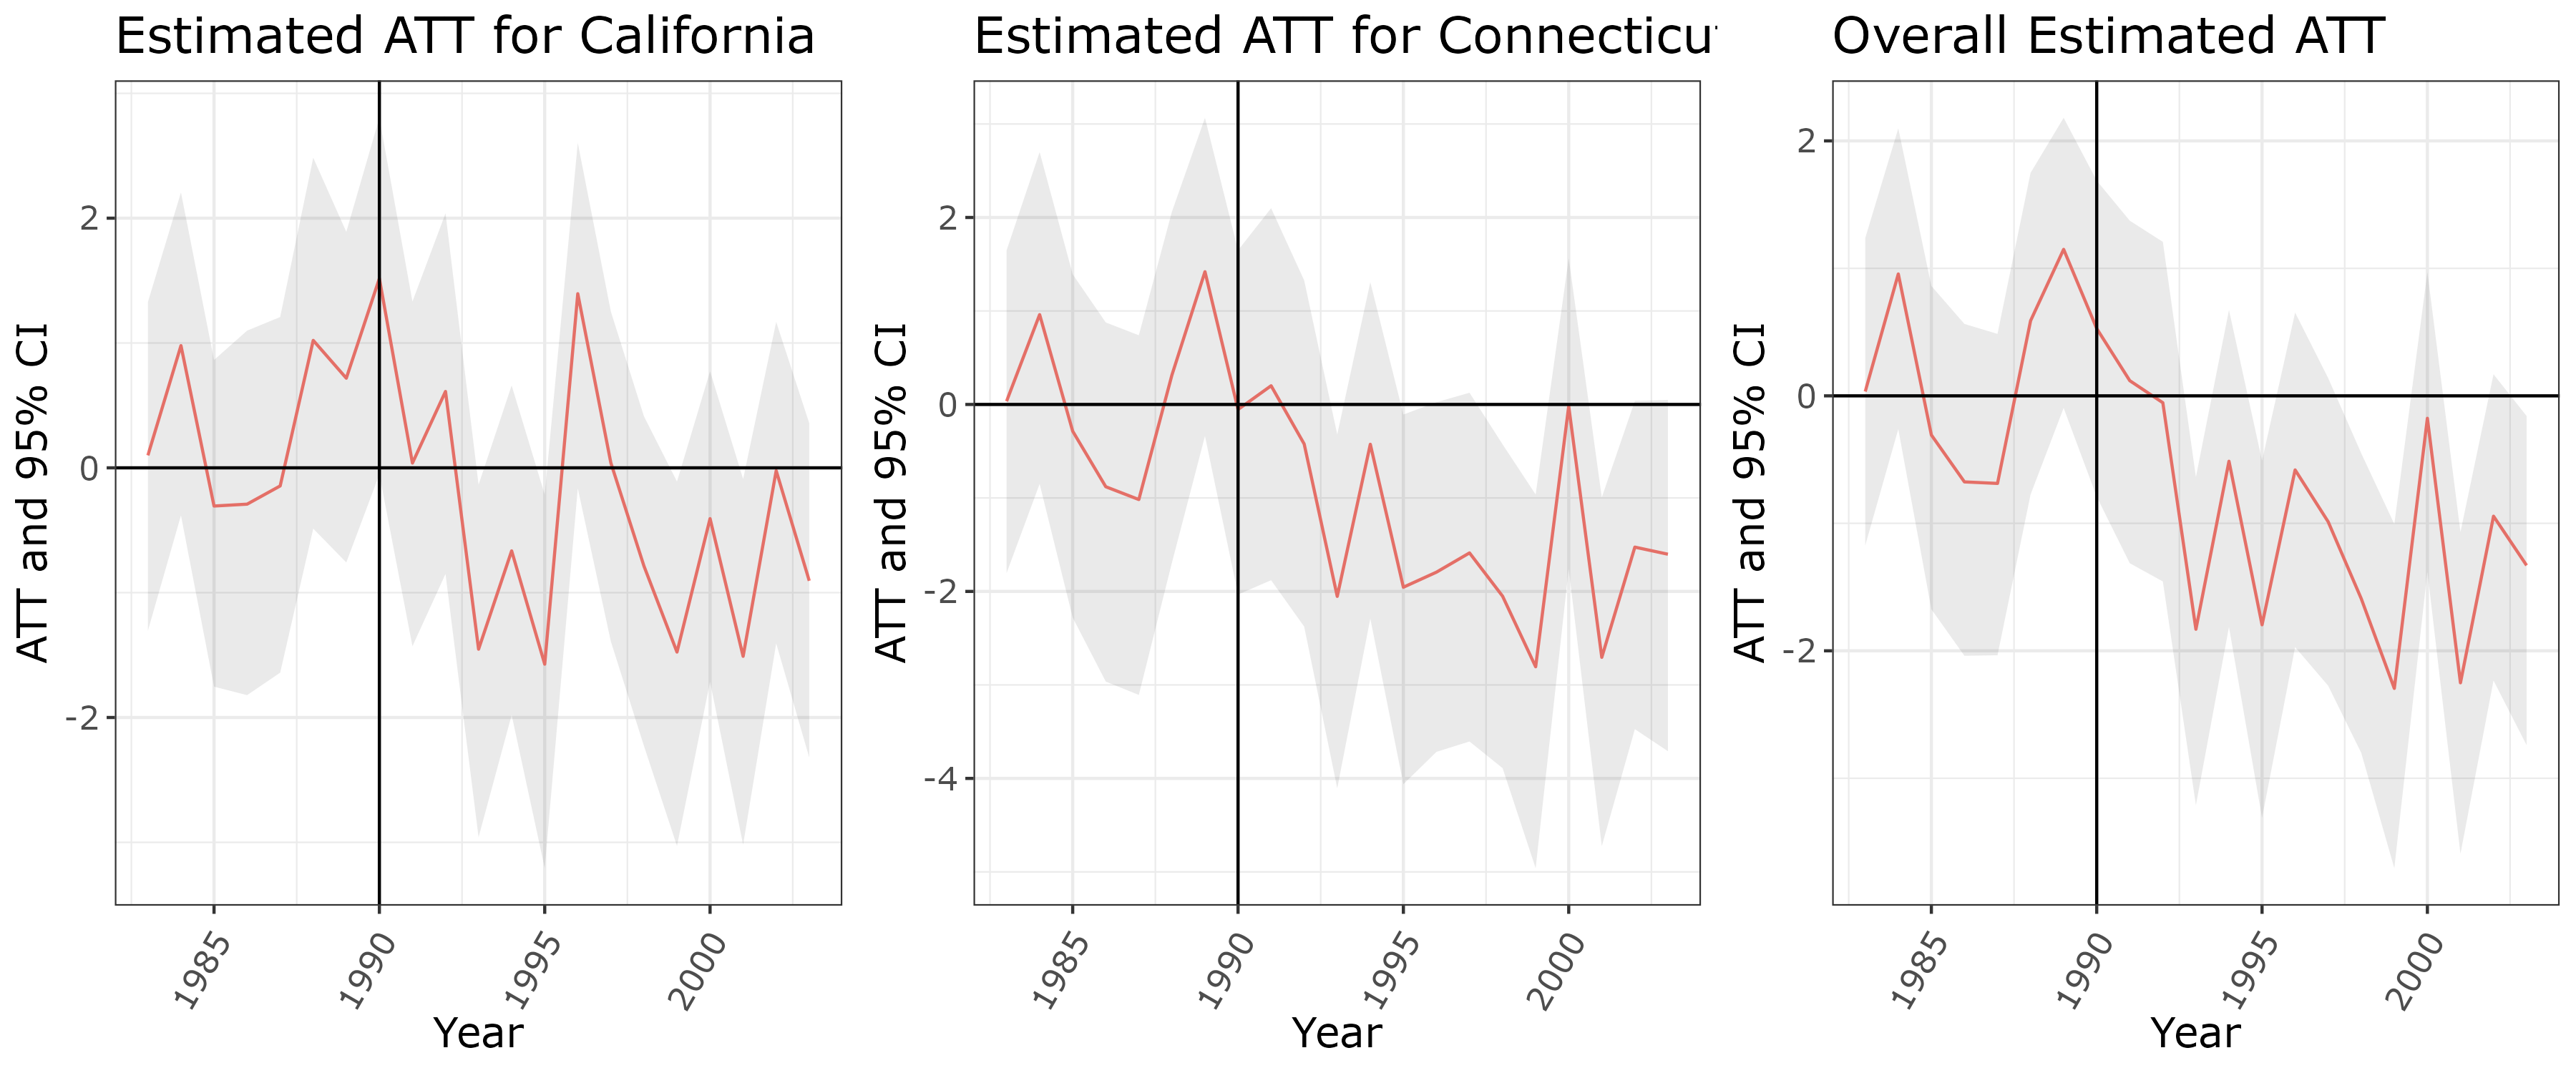 Estimated ATT for California
ATT and 95% CI
2
0
-2
1985
1990
1995
2000
Year
Estimated ATT for Connecticu
ATT and 95% CI
2
0
-2
-4
1985
1990
1995
2000
Year
Overall Estimated ATT
ATT and 95% CI
2
0
-2
1985
1990
1995
2000
Year